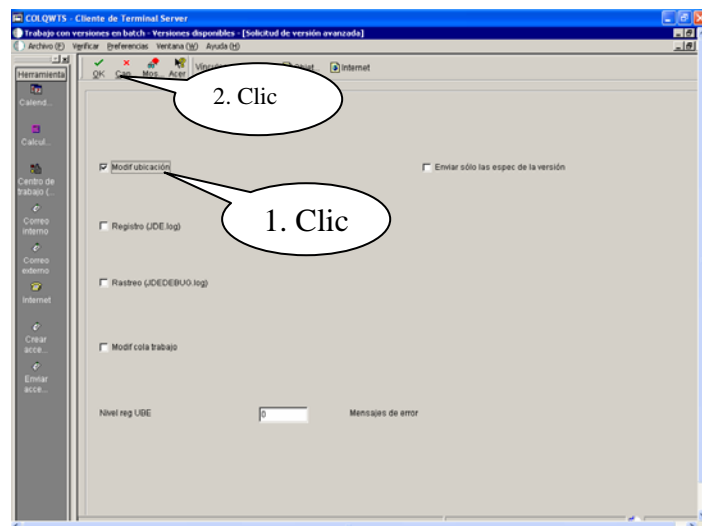 COLQWTS - Cliente de Terminal Server
Trabajo con versiones en batch - Versiones disponibles - [Solicitud de versión avanzada]
Archivo (F) Verificar Preferencias Ventana (W) Ayuda (H)
Herramienta
OK Can... Mos... Acer
Internet
2. Clic
Calend...
Calcul...
Centro de
trabajo (...
Correo
interno
Correo
externo
Internet
Crear
acce...
Enviar
acce...
Modif ubicación
Enviar sólo las espec de la versión
1. Clic
Registro (JDE.log)
Rastreo (JDEDEBUG.log)
Modif cola trabajo
Nivel reg UBE 0 Mensajes de error